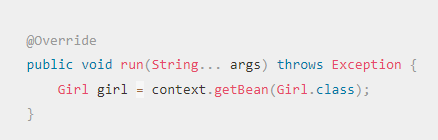 @Override
public void run(String... args) throws Exception {
Girl girl = context.getBean(Girl.class);
}